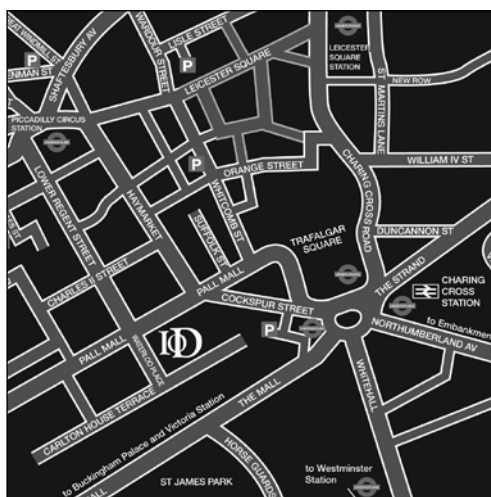 GREAT WINDMILL ST
SHAFTESBURY AV
WARDOUR STREET
LISLE STREET
P
P
LEICESTER
SQUARE
STATION
LEICESTER SQUARE
ST MARTINS LANE
NEW ROW
PICCADILLY CIRCUS
STATION
P
ORANGE STREET
WILLIAM IV ST
LOWER REGENT STREET
HAYMARKET
WHITCOMB ST
SUFFOLK ST
CHARING CROSS ROAD
TRAFALGAR
SQUARE
DUNCANNON ST
CHARLES II STREET
PALL MALL
COCKSPUR STREET
THE STRAND
CHARING
CROSS
STATION
to Embankment
NORTHUMBERLAND AV
P
PALL MALL
WATERLOO PLACE
IoD
CARLTON HOUSE TERRACE
THE MALL
WHITEHALL
to Buckingham Palace and Victoria Station
HORSE GUARDS
ST JAMES PARK
to Westminster
Station